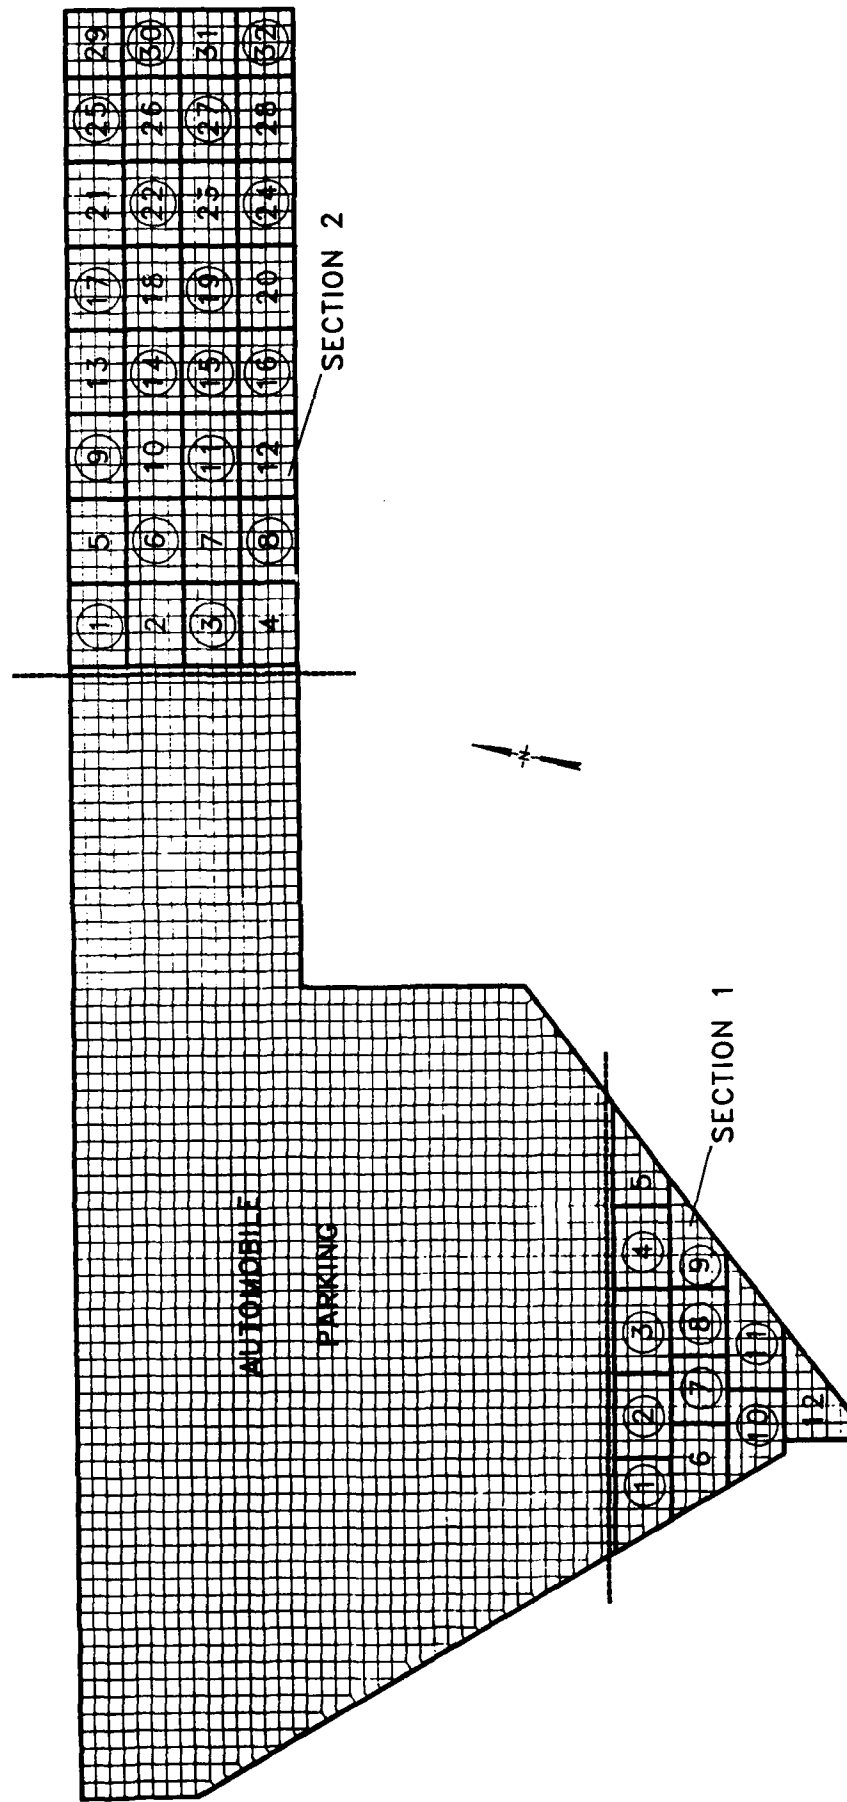 29 30 31 32
25 26 27 28
21 22 23 24
17 18 19 20
13 14 15 16
9 10 11 12
5 6 7 8
1 2 3 4
SECTION 2
N
AUTOMOBILE
PARKING
SECTION 1
1 2 3 4 5
6 7 8 9
10 11
12